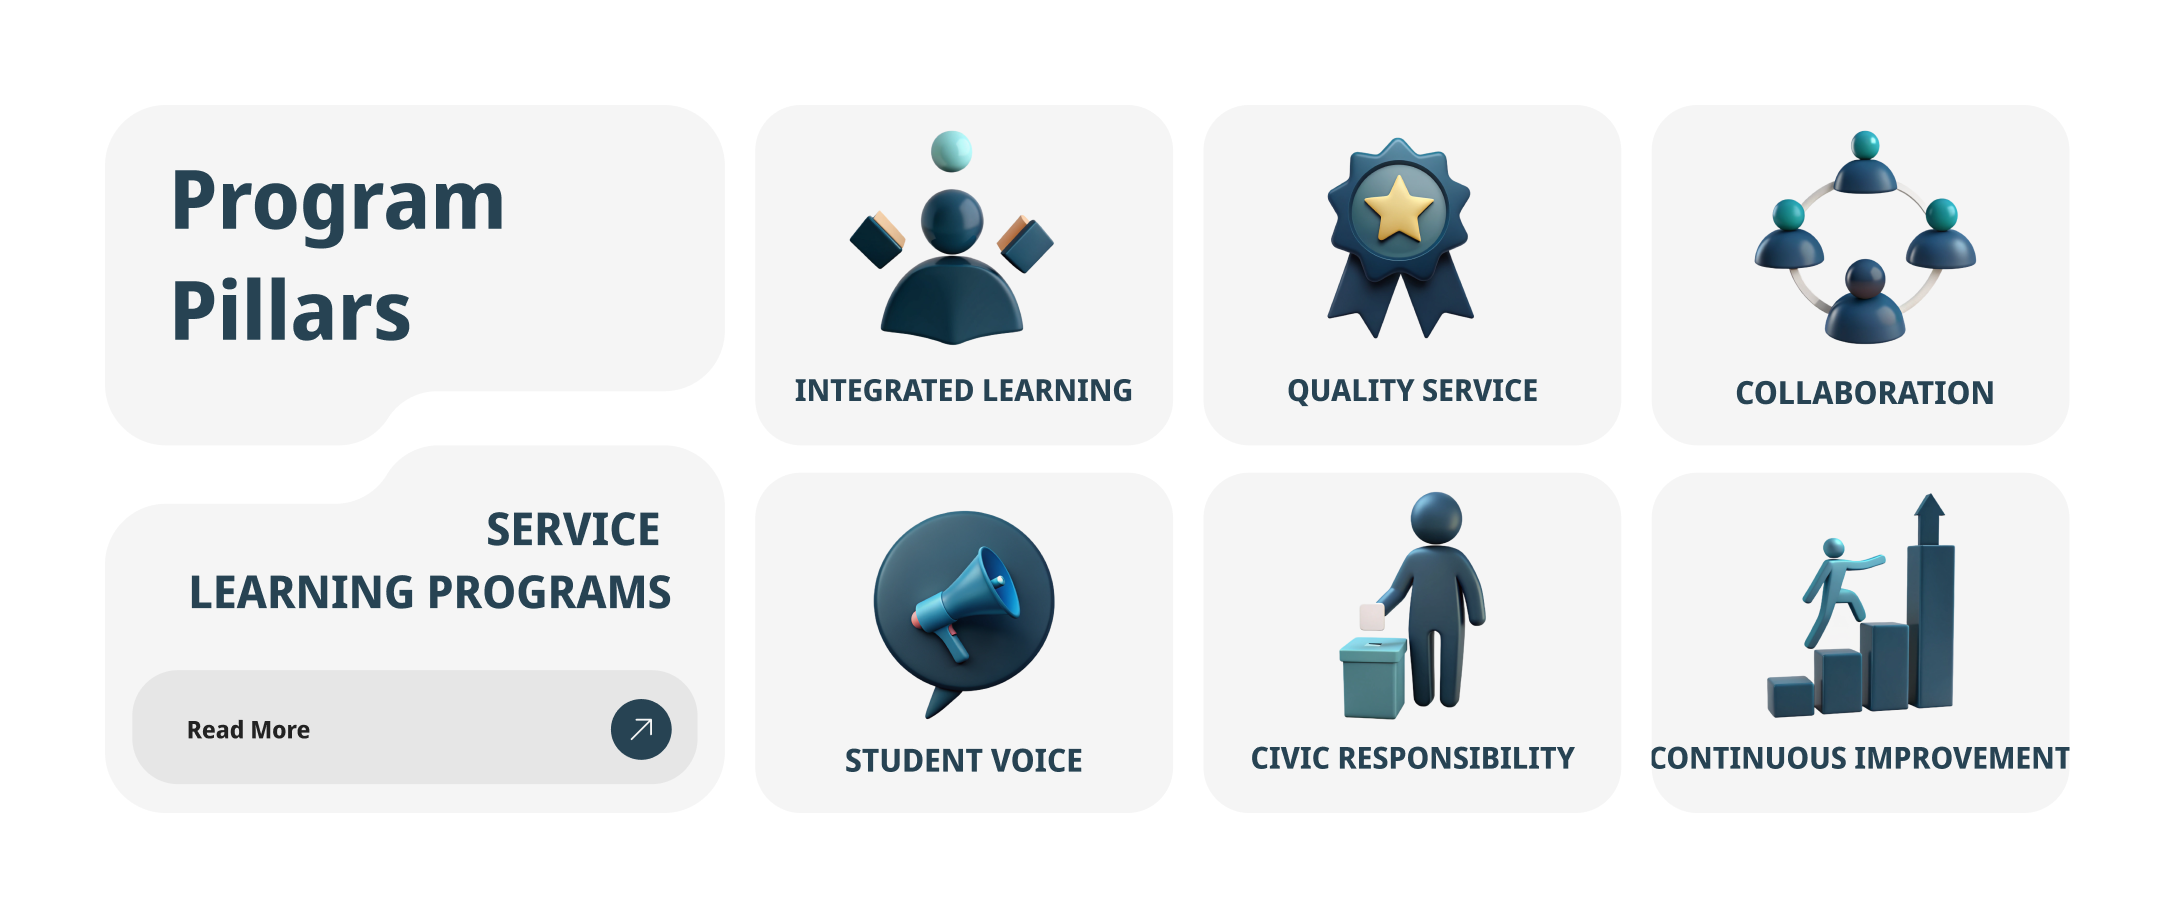 Program
Pillars
SERVICE
LEARNING PROGRAMS
Read More
INTEGRATED LEARNING
QUALITY SERVICE
COLLABORATION
STUDENT VOICE
CIVIC RESPONSIBILITY
CONTINUOUS IMPROVEMENT